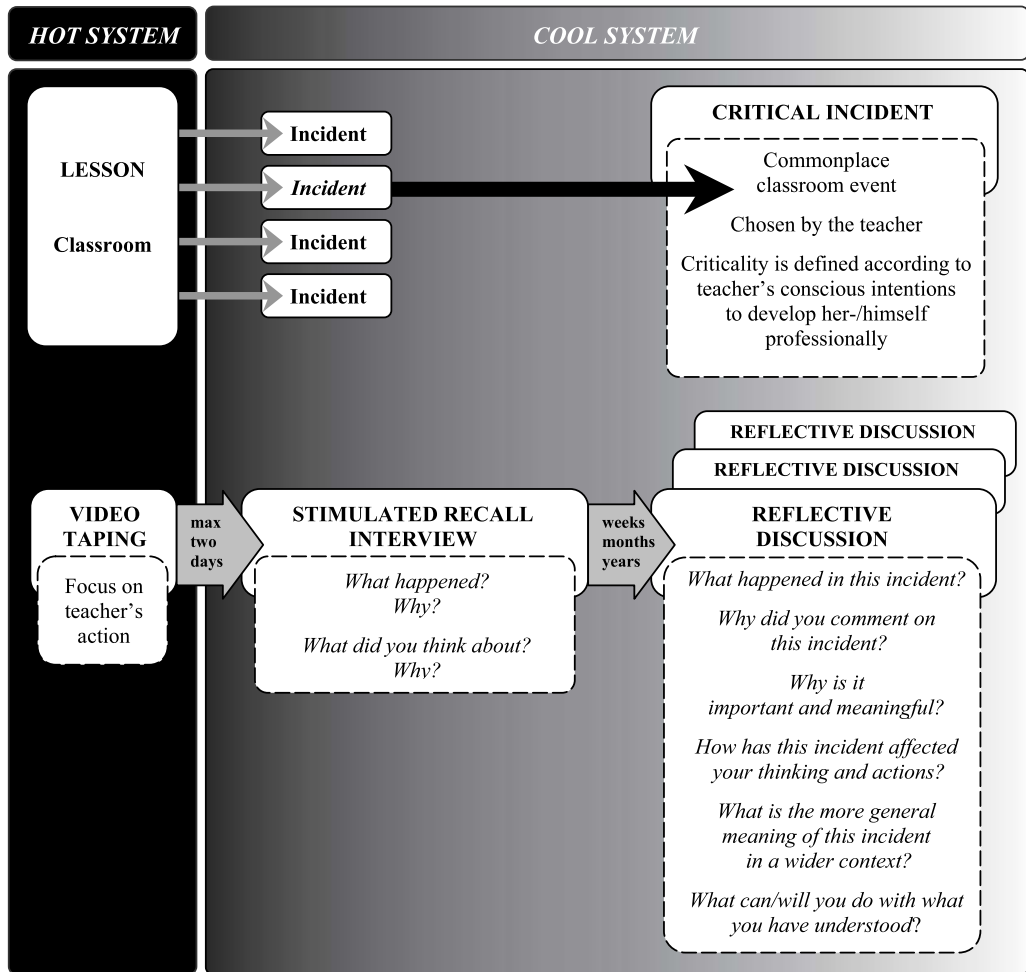 HOT SYSTEM
COOL SYSTEM
LESSON
Classroom
Incident
Incident
Incident
Incident
CRITICAL INCIDENT
Commonplace
classroom event
Chosen by the teacher
Criticality is defined according to
teacher’s conscious intentions
to develop her-/himself
professionally
VIDEO
TAPING
Focus on
teacher’s
action
max
two
days
STIMULATED RECALL
INTERVIEW
What happened?
Why?
What did you think about?
Why?
weeks
months
years
REFLECTIVE DISCUSSION
REFLECTIVE DISCUSSION
REFLECTIVE
DISCUSSION
What happened in this incident?
Why did you comment on
this incident?
Why is it
important and meaningful?
How has this incident affected
your thinking and actions?
What is the more general
meaning of this incident
in a wider context?
What can/will you do with what
you have understood?